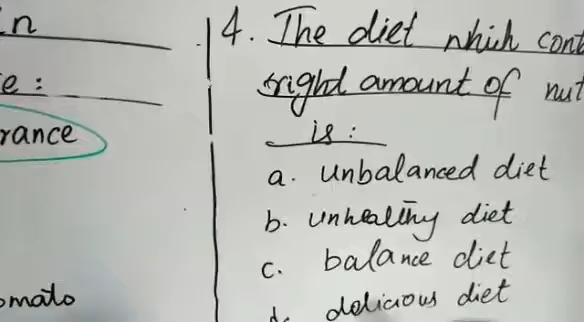 n
e :
rance
omato
4. The diet which cont
right amount of nut
is :
a. unbalanced diet
b. unhealthy diet
c. balance diet
d. delicious diet